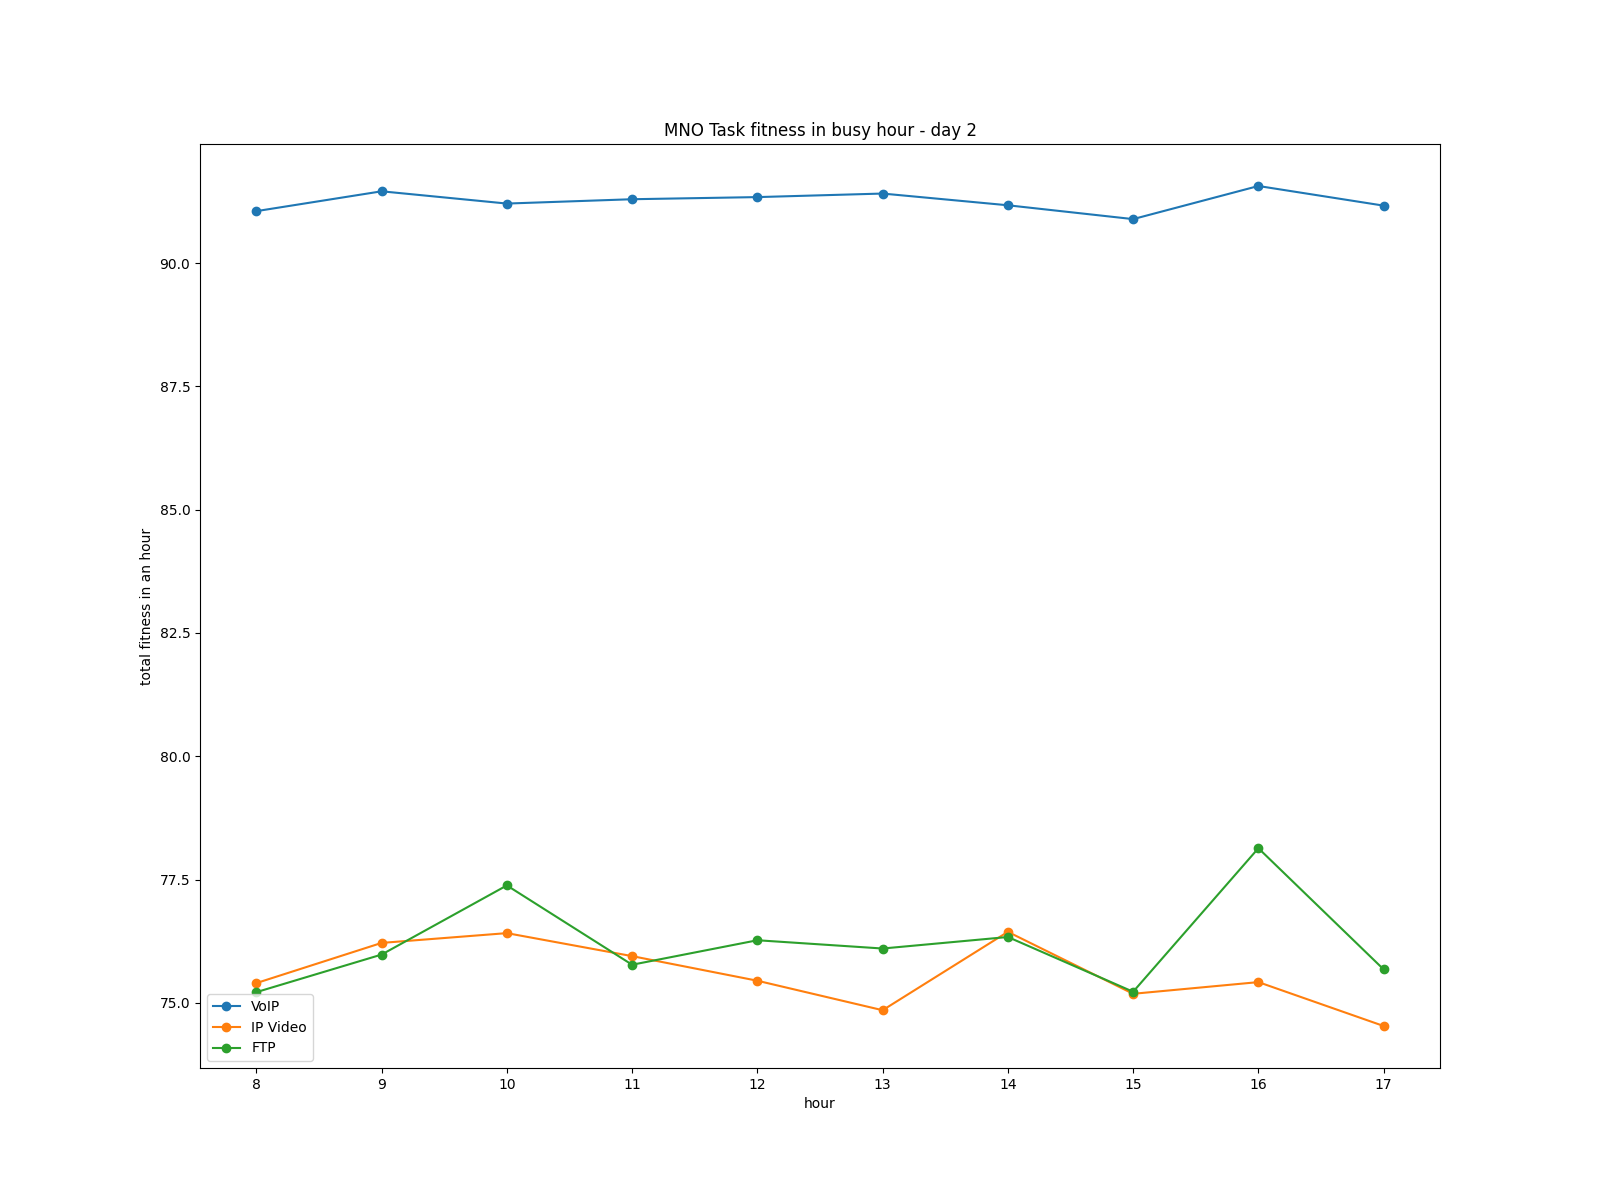 MNO Task fitness in busy hour - day 2
total fitness in an hour
90.0
87.5
85.0
82.5
80.0
77.5
75.0
VoIP
IP Video
FTP
8 9 10 11 12 13 14 15 16 17
hour